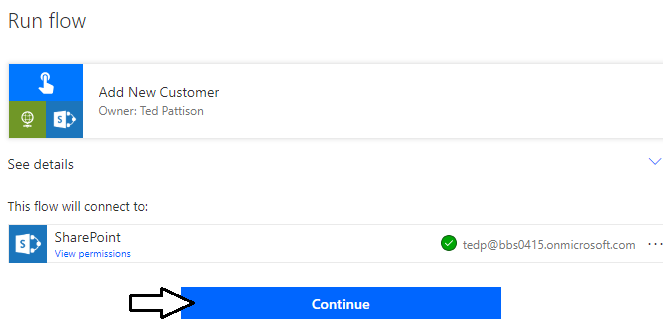 Run flow
Add New Customer
Owner: Ted Pattison
See details
This flow will connect to:
SharePoint
View permissions
tedp@bbs0415.onmicrosoft.com
Continue